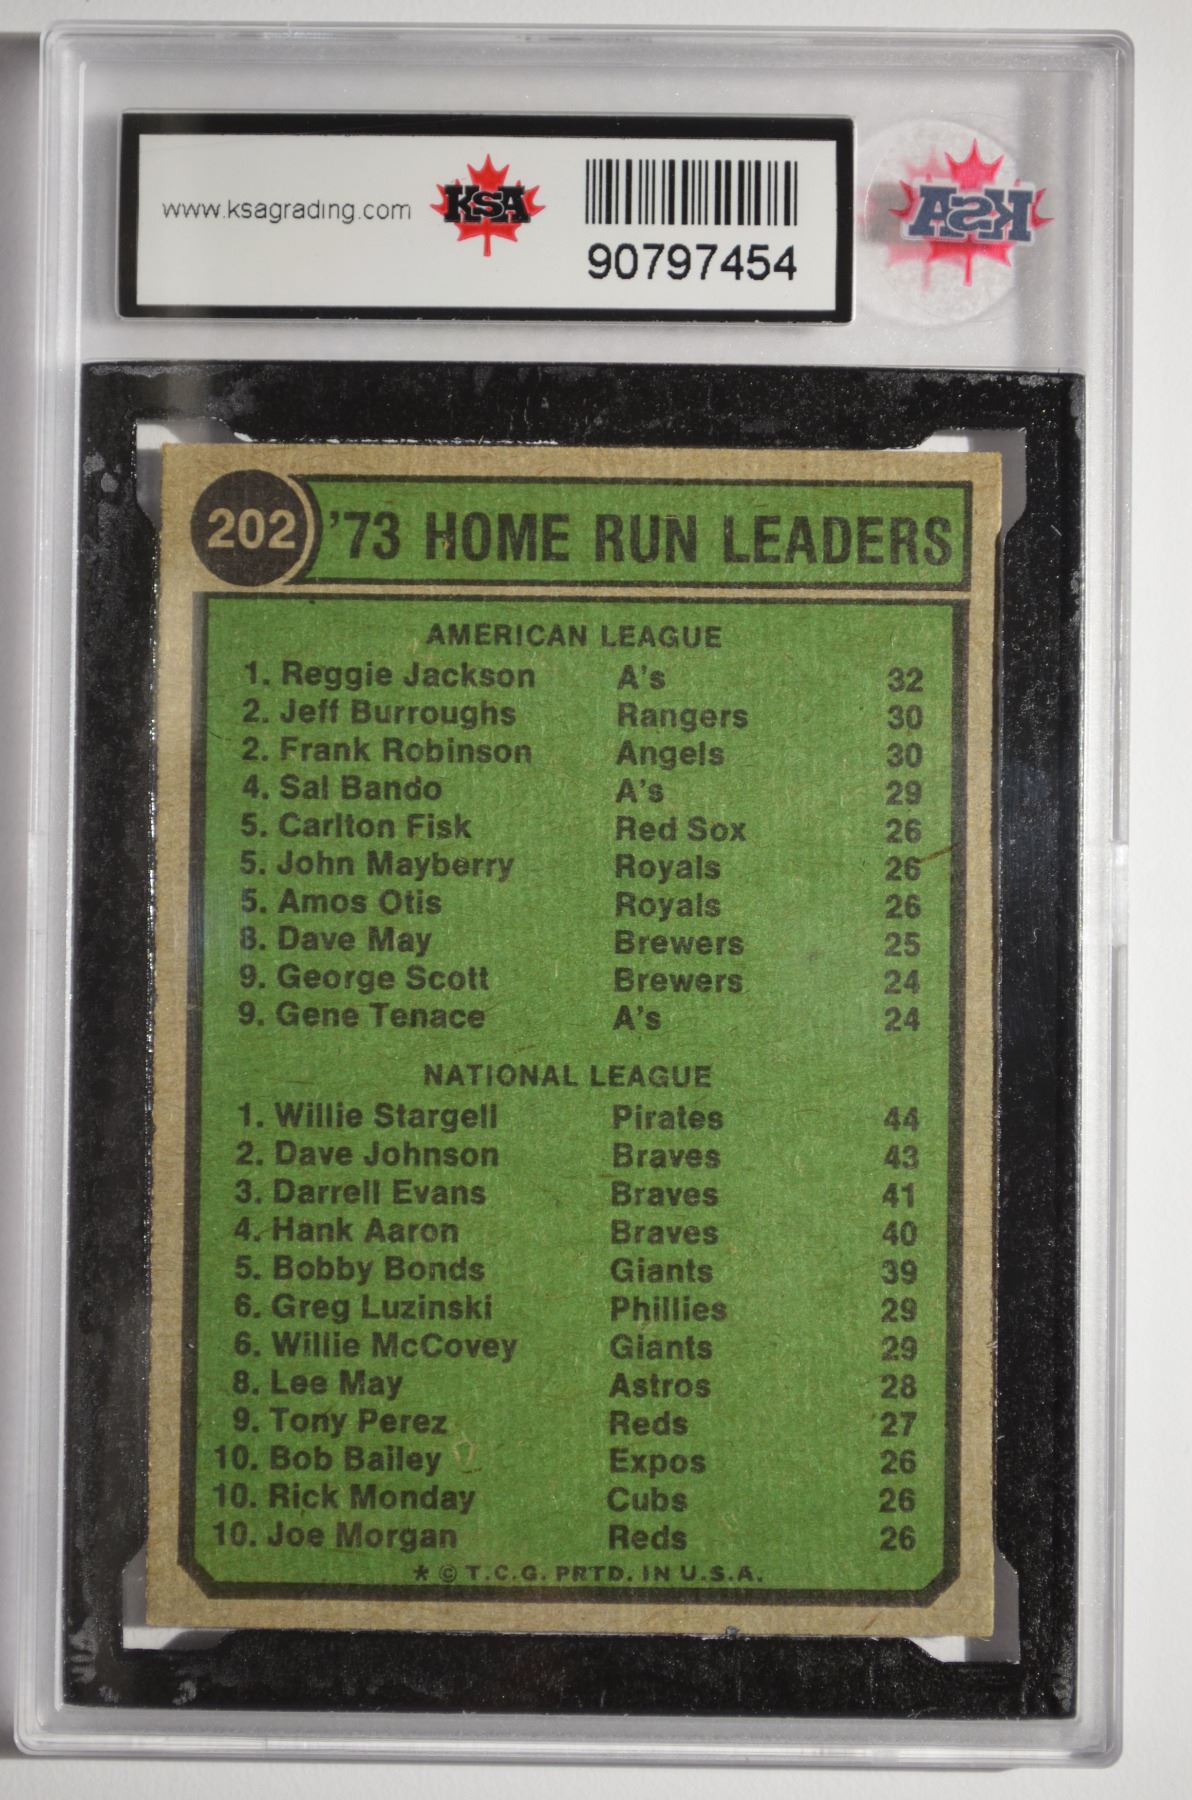 www.ksagrading.com
KSA
90797454
KSA
202 '73 HOME RUN LEADERS
AMERICAN LEAGUE
1. Reggie Jackson A's 32
2. Jeff Burroughs Rangers 30
2. Frank Robinson Angels 30
4. Sal Bando A's 29
5. Carlton Fisk Red Sox 26
5. John Mayberry Royals 26
5. Amos Otis Royals 26
8. Dave May Brewers 25
9. George Scott Brewers 24
9. Gene Tenace A's 24
NATIONAL LEAGUE
1. Willie Stargell Pirates 44
2. Dave Johnson Braves 43
3. Darrell Evans Braves 41
4. Hank Aaron Braves 40
5. Bobby Bonds Giants 39
6. Greg Luzinski Phillies 29
6. Willie McCovey Giants 29
8. Lee May Astros 28
9. Tony Perez Reds 27
10. Bob Bailey Expos 26
10. Rick Monday Cubs 26
10. Joe Morgan Reds 26
* © T.C.G. PRTD. IN U.S.A.